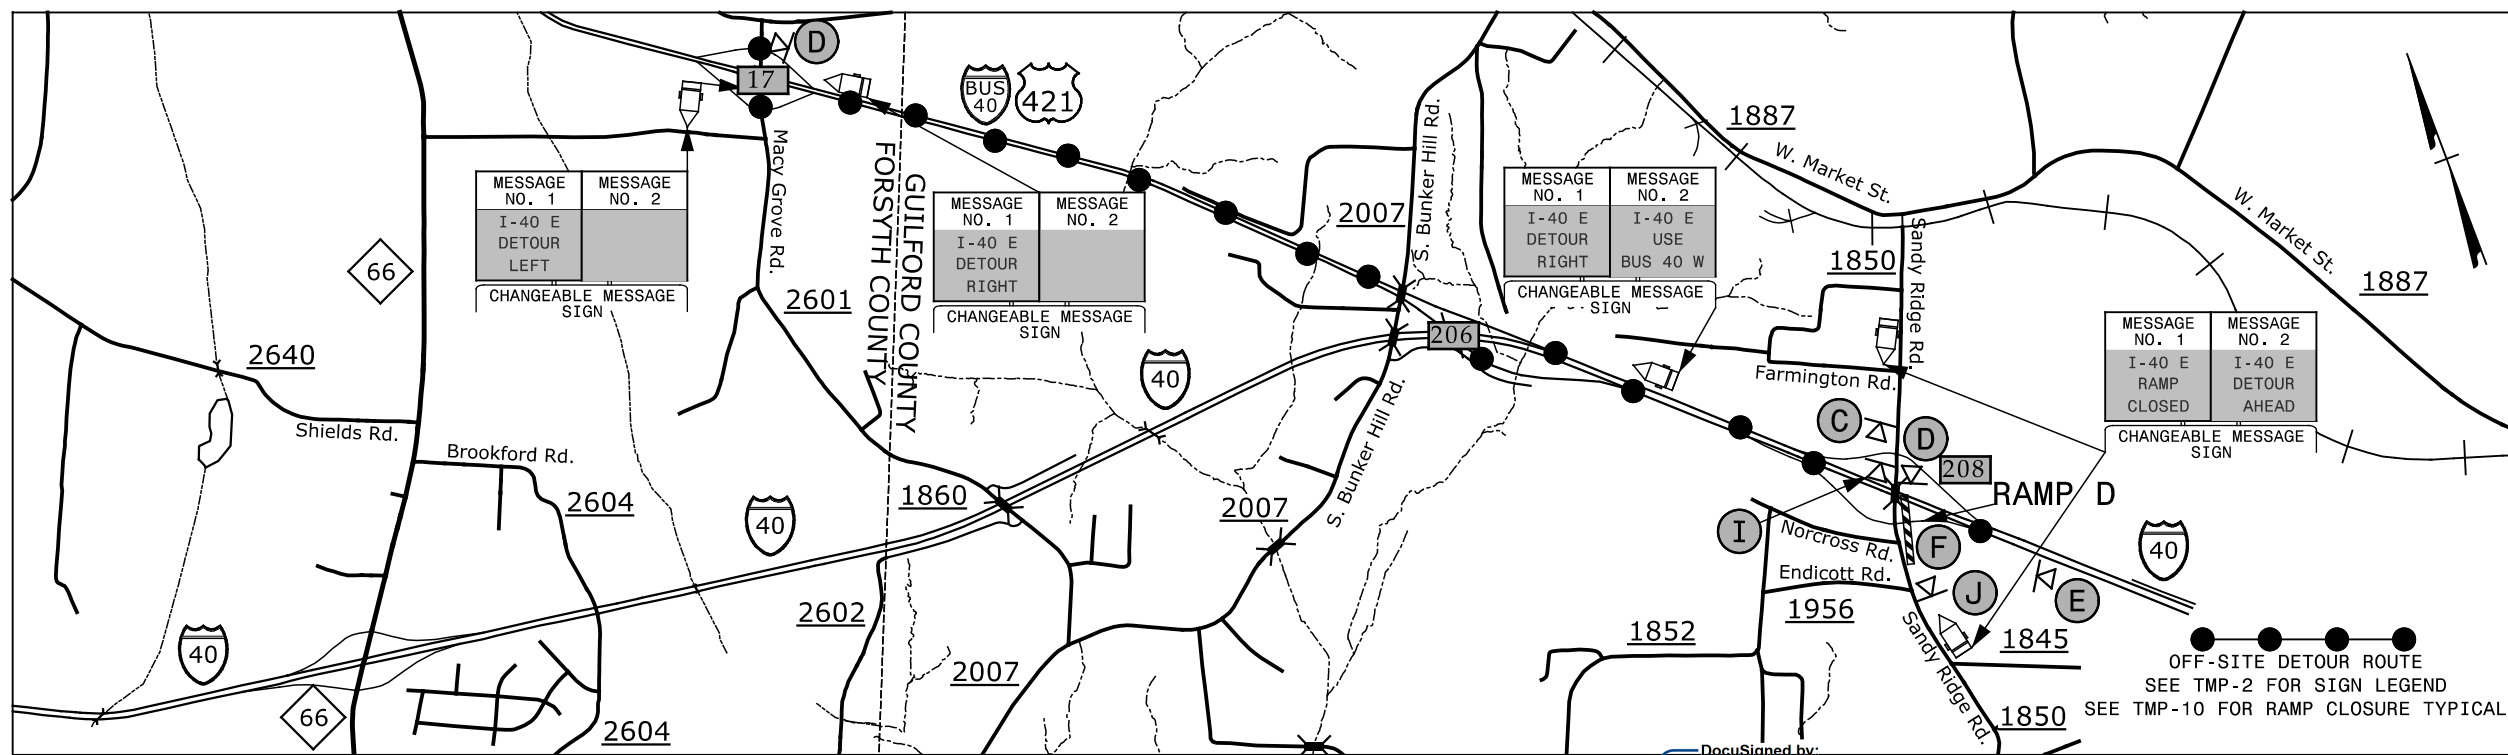 D
17
BUS
40
421
1887
W. Market St.
W. Market St.
1887
Macy Grove Rd.
FORSYTH COUNTY
GUILFORD COUNTY
S. Bunker Hill Rd.
2007
MESSAGE NO. 1
MESSAGE NO. 2
I-40 E
DETOUR
LEFT
CHANGEABLE MESSAGE
SIGN
MESSAGE NO. 1
MESSAGE NO. 2
I-40 E
DETOUR
RIGHT
CHANGEABLE MESSAGE
SIGN
MESSAGE NO. 1
MESSAGE NO. 2
I-40 E
DETOUR
RIGHT
I-40 E
USE
BUS 40 W
CHANGEABLE MESSAGE
SIGN
1850
Sandy Ridge Rd.
66
2601
2640
206
40
MESSAGE NO. 1
MESSAGE NO. 2
I-40 E
RAMP
CLOSED
I-40 E
DETOUR
AHEAD
CHANGEABLE MESSAGE
SIGN
Farmington Rd.
Shields Rd.
Brookford Rd.
2604
40
1860
2007
S. Bunker Hill Rd.
C
D
208
RAMP D
I
Norcross Rd.
F
40
Endicott Rd.
J
E
1956
2602
1852
1845
Sandy Ridge Rd.
40
2007
66
2604
1850
OFF-SITE DETOUR ROUTE
SEE TMP-2 FOR SIGN LEGEND
SEE TMP-10 FOR RAMP CLOSURE TYPICAL
DocuSigned by: